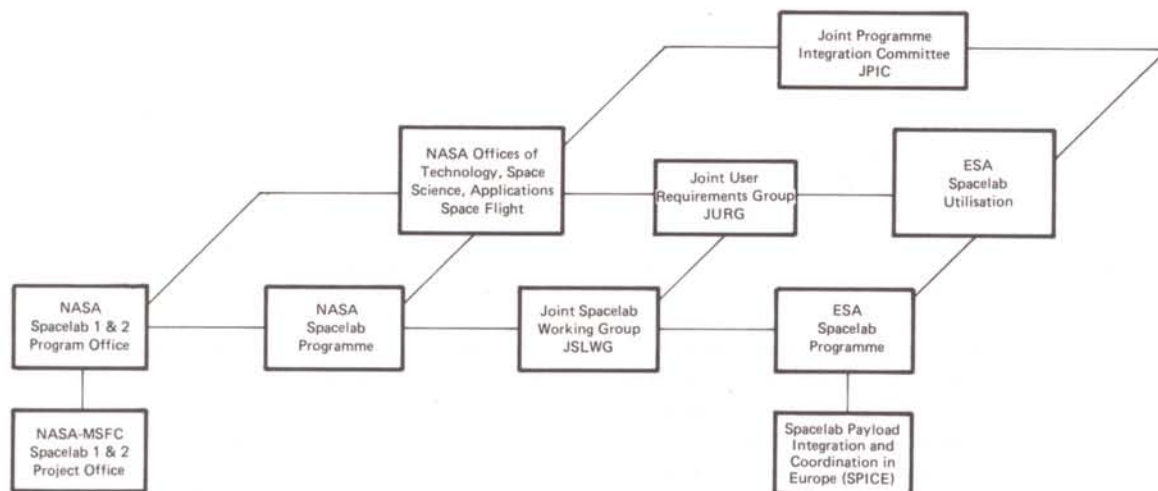 Joint Programme
Integration Committee
JPIC
NASA Offices of
Technology, Space
Science, Applications
Space Flight
Joint User
Requirements Group
JURG
ESA
Spacelab
Utilisation
NASA
Spacelab 1 & 2
Program Office
NASA
Spacelab
Programme
Joint Spacelab
Working Group
JSLWG
ESA
Spacelab
Programme
NASA-MSFC
Spacelab 1 & 2
Project Office
Spacelab Payload
Integration and
Coordination in
Europe (SPICE)